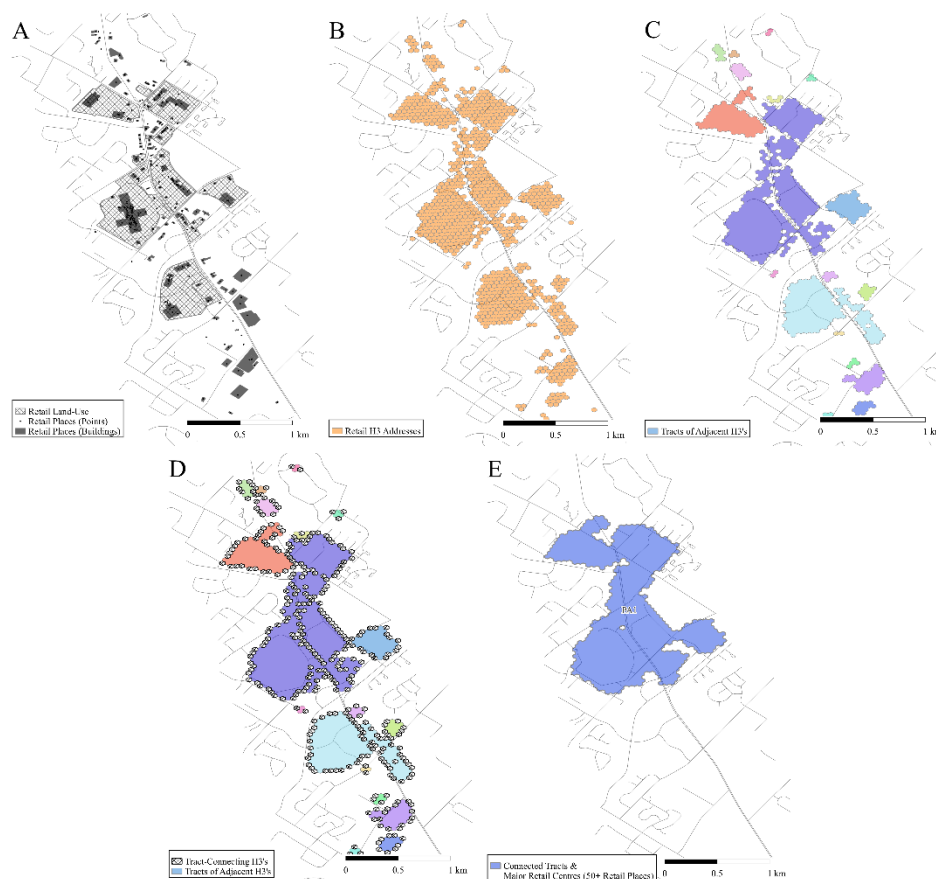 A
Retail Land-Use
Retail Places (Points)
Retail Places (Buildings)
0 0.5 1 km
B
Retail H3 Addresses
0 0.5 1 km
C
Tracts of Adjacent H3's
0 0.5 1 km
D
Tract-Connecting H3's
Tracts of Adjacent H3's
0 0.5 1 km
E
Connected Tracts &
Major Retail Centres (50+ Retail Places)
0 0.5 1 km